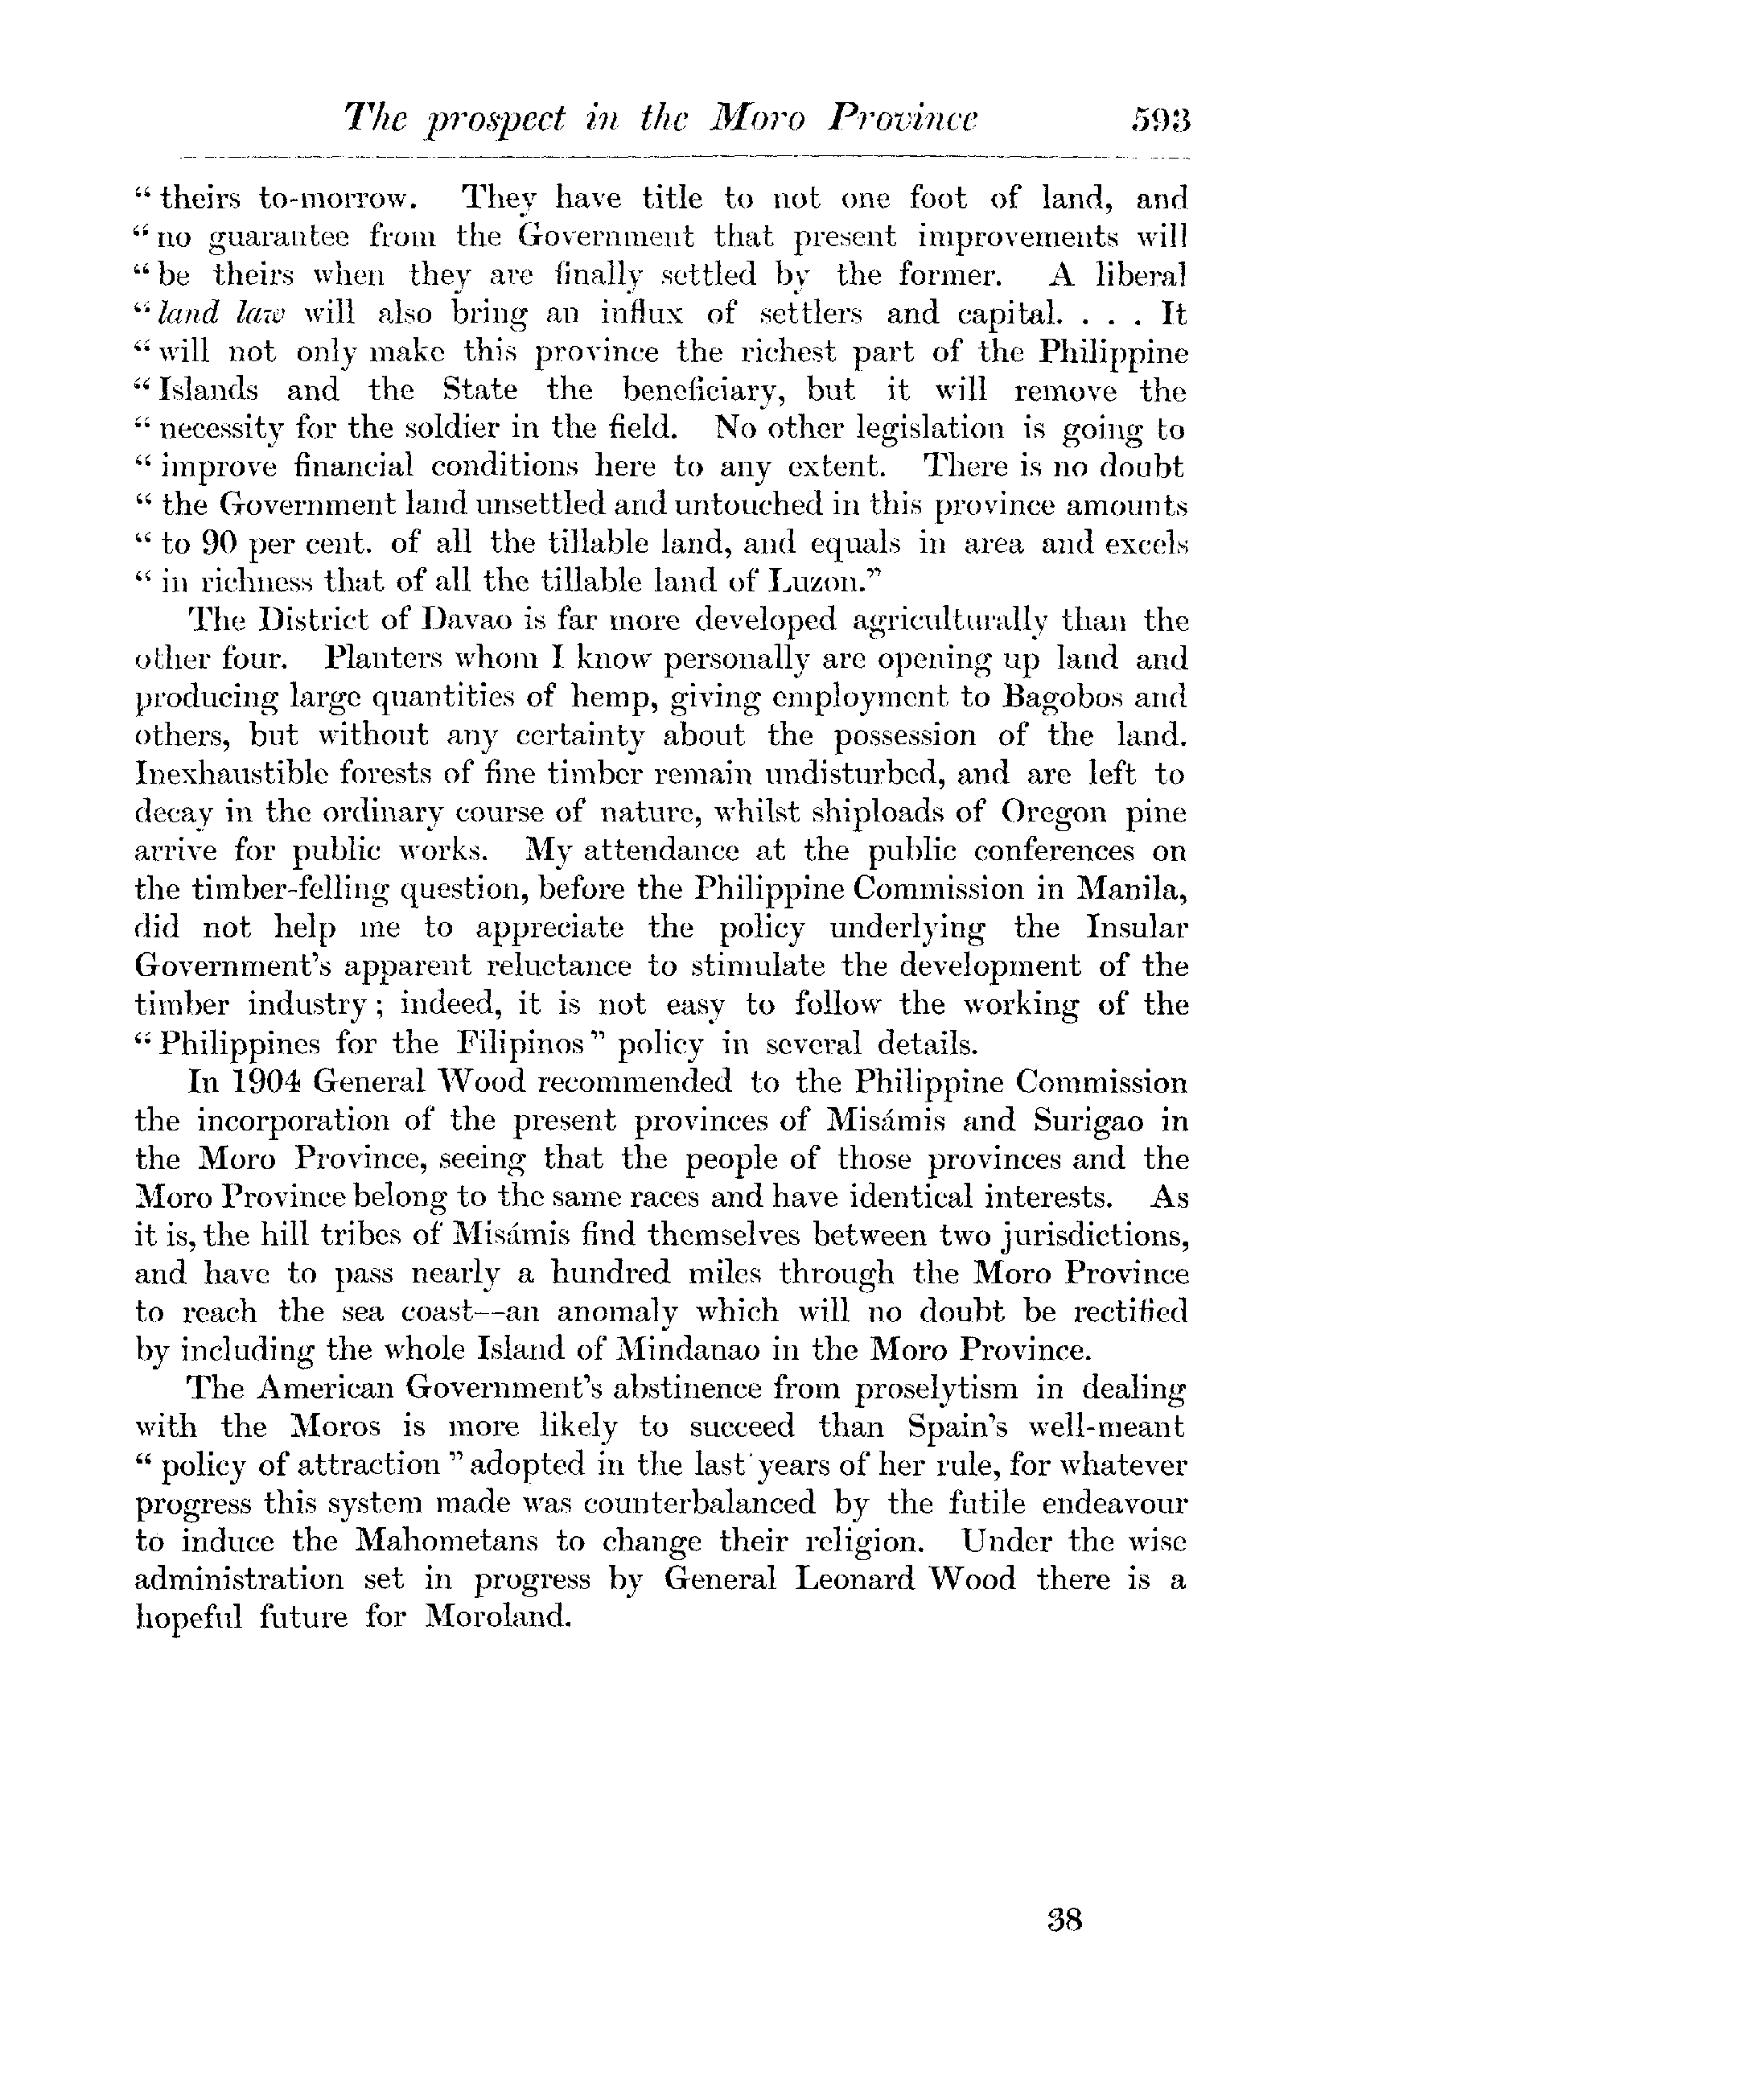 The prospect in the Moro Province 593
“theirs to-morrow. They have title to not one foot of land, and
“no guarantee from the Government that present improvements will
“be theirs when they are finally settled by the former. A liberal
“land law will also bring an influx of settlers and capital. . . . It
“will not only make this province the richest part of the Philippine
“Islands and the State the beneficiary, but it will remove the
“necessity for the soldier in the field. No other legislation is going to
“improve financial conditions here to any extent. There is no doubt
“the Government land unsettled and untouched in this province amounts
“to 90 per cent. of all the tillable land, and equals in area and excels
“in richness that of all the tillable land of Luzon.”
The District of Davao is far more developed agriculturally than the
other four. Planters whom I know personally are opening up land and
producing large quantities of hemp, giving employment to Bagobos and
others, but without any certainty about the possession of the land.
Inexhaustible forests of fine timber remain undisturbed, and are left to
decay in the ordinary course of nature, whilst shiploads of Oregon pine
arrive for public works. My attendance at the public conferences on
the timber-felling question, before the Philippine Commission in Manila,
did not help me to appreciate the policy underlying the Insular
Government’s apparent reluctance to stimulate the development of the
timber industry; indeed, it is not easy to follow the working of the
“Philippines for the Filipinos” policy in several details.
In 1904 General Wood recommended to the Philippine Commission
the incorporation of the present provinces of Misámis and Surigao in
the Moro Province, seeing that the people of those provinces and the
Moro Province belong to the same races and have identical interests. As
it is, the hill tribes of Misámis find themselves between two jurisdictions,
and have to pass nearly a hundred miles through the Moro Province
to reach the sea coast—an anomaly which will no doubt be rectified
by including the whole Island of Mindanao in the Moro Province.
The American Government’s abstinence from proselytism in dealing
with the Moros is more likely to succeed than Spain’s well-meant
“policy of attraction” adopted in the last years of her rule, for whatever
progress this system made was counterbalanced by the futile endeavour
to induce the Mahometans to change their religion. Under the wise
administration set in progress by General Leonard Wood there is a
hopeful future for Moroland.
38